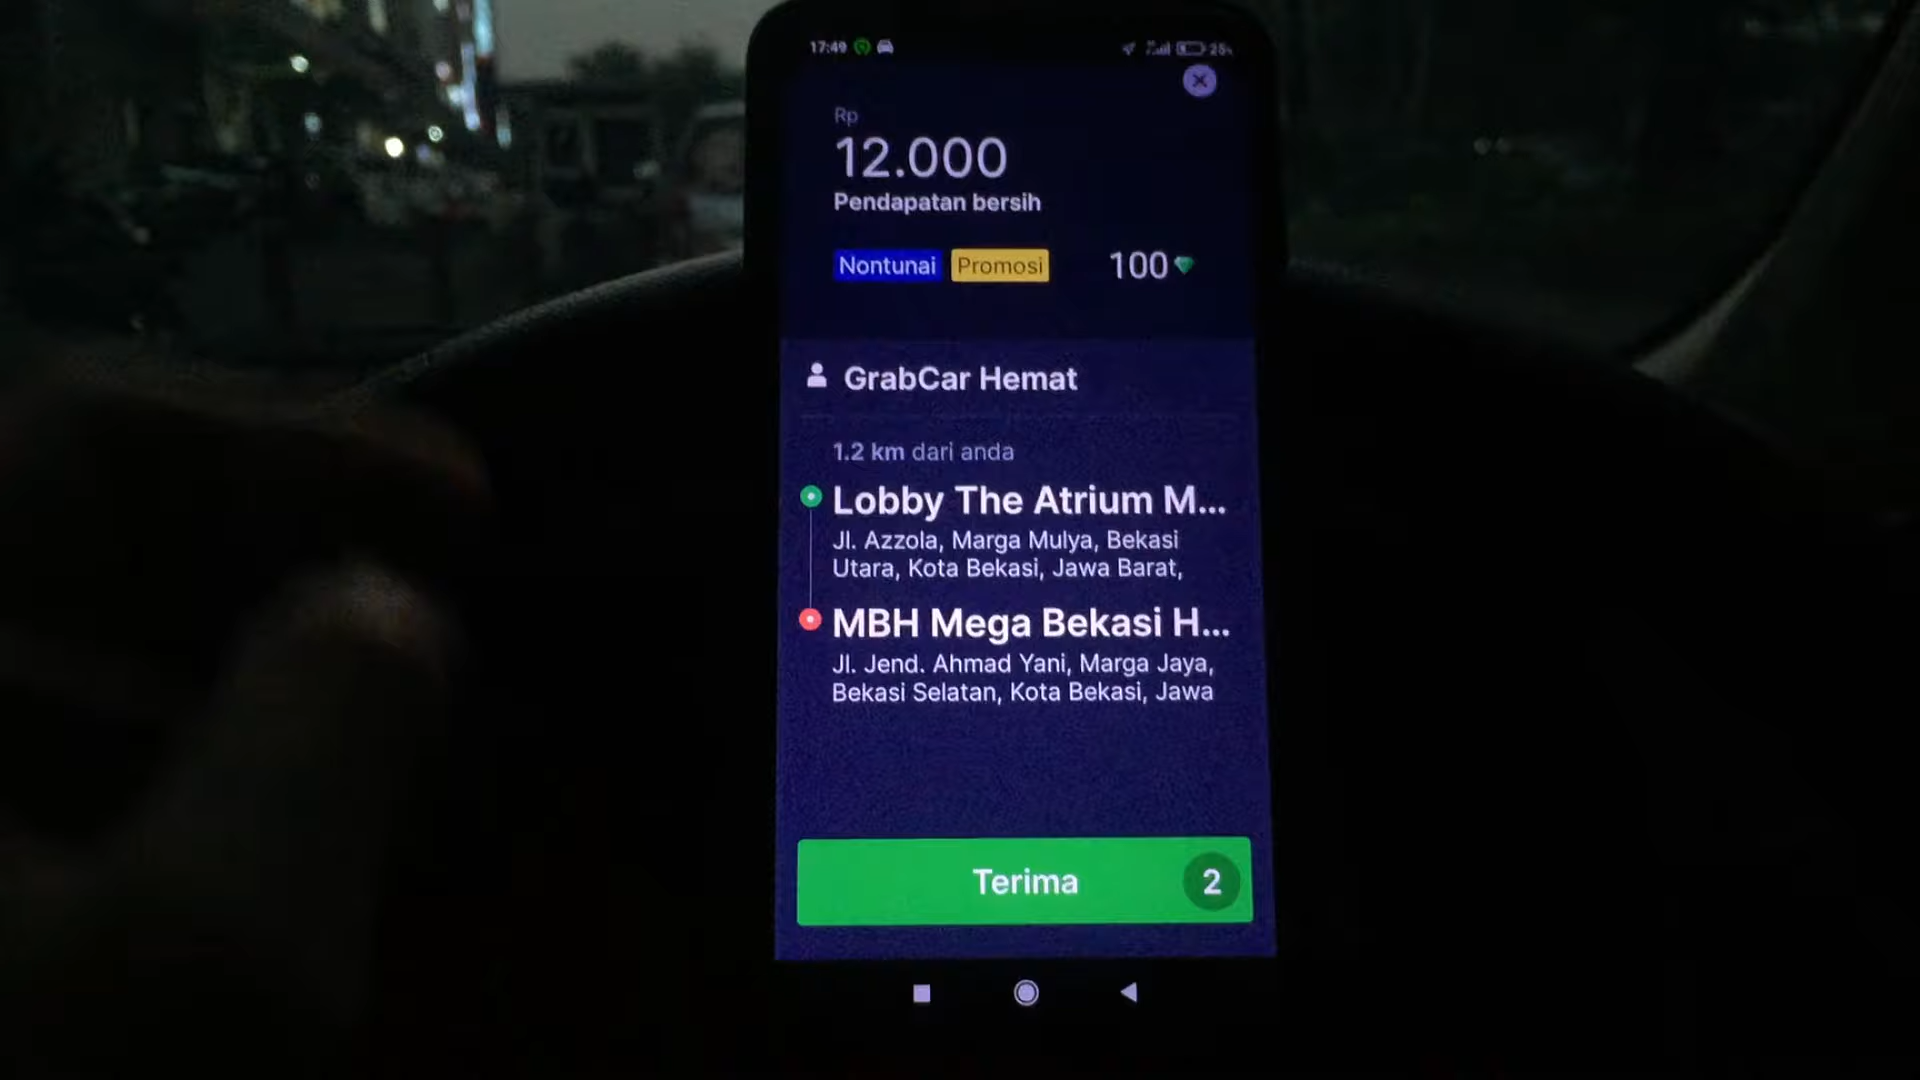 17:49
25%
Rp
12.000
Pendapatan bersih
Nontunai Promosi 100
GrabCar Hemat
1.2 km dari anda
Lobby The Atrium M...
Jl. Azzola, Marga Mulya, Bekasi
Utara, Kota Bekasi, Jawa Barat,
MBH Mega Bekasi H...
Jl. Jend. Ahmad Yani, Marga Jaya,
Bekasi Selatan, Kota Bekasi, Jawa
Terima 2